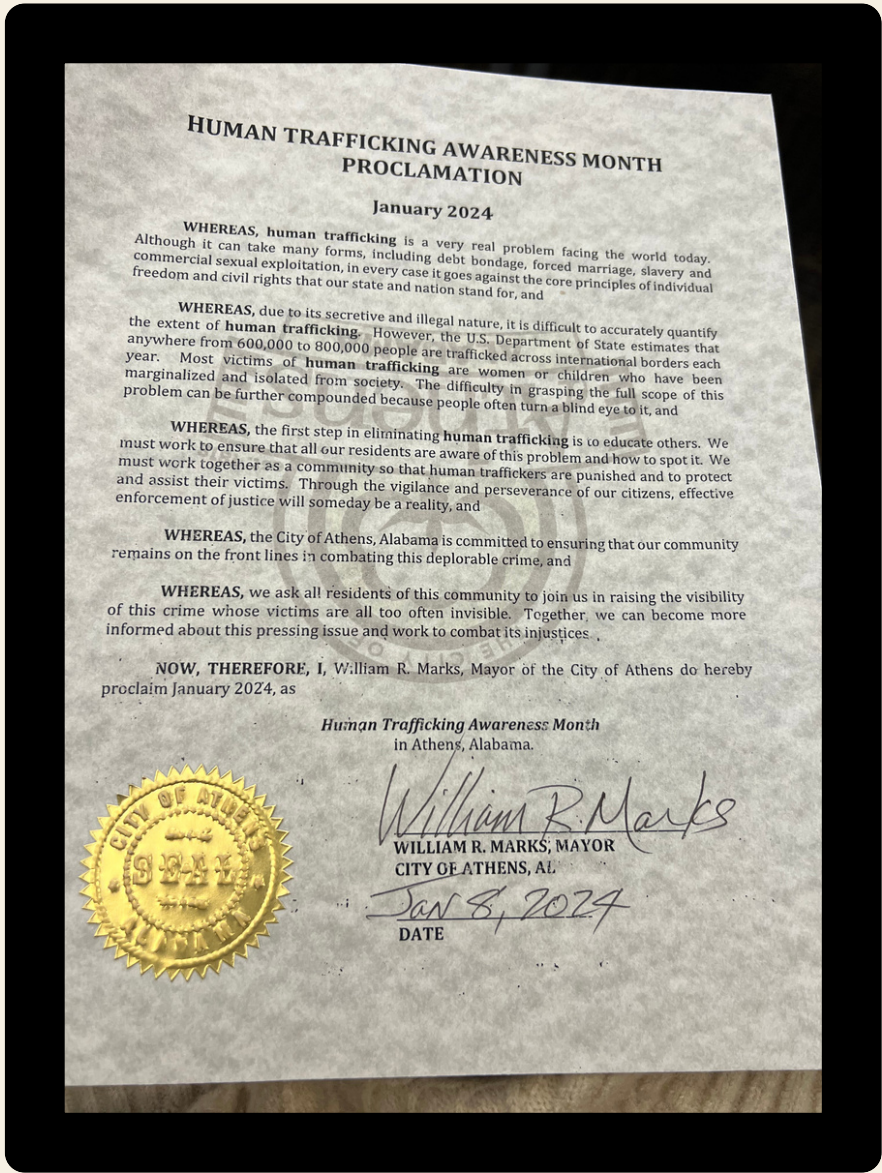 HUMAN TRAFFICKING AWARENESS MONTH
PROCLAMATION
January 2024
WHEREAS, human trafficking is a very real problem facing the world today.
Although it can take many forms, including debt bondage, forced marriage, slavery and
commercial sexual exploitation, in every case it goes against the core principles of individual
freedom and civil rights that our state and nation stand for, and
WHEREAS, due to its secretive and illegal nature, it is difficult to accurately quantify
the extent of human trafficking. However, the U.S. Department of State estimates that
anywhere from 600,000 to 800,000 people are trafficked across international borders each
year. Most victims of human trafficking are women or children who have been
marginalized and isolated from society. The difficulty in grasping the full scope of this
problem can be further compounded because people often turn a blind eye to it, and
WHEREAS, the first step in eliminating human trafficking is to educate others. We
must work to ensure that all our residents are aware of this problem and how to spot it. We
must work together as a community so that human traffickers are punished and to protect
and assist their victims. Through the vigilance and perseverance of our citizens, effective
enforcement of justice will someday be a reality, and
WHEREAS, the City of Athens, Alabama is committed to ensuring that our community
remains on the front lines in combating this deplorable crime, and
WHEREAS, we ask all residents of this community to join us in raising the visibility
of this crime whose victims are all too often invisible. Together, we can become more
informed about this pressing issue and work to combat its injustices.
NOW, THEREFORE, I, William R. Marks, Mayor of the City of Athens do hereby
proclaim January 2024, as
Human Trafficking Awareness Month
in Athens, Alabama.
William R. Marks
WILLIAM R. MARKS, MAYOR
CITY OF ATHENS, AL
Jan 8, 2024
DATE
CITY OF ATHENS
SEAL
ALABAMA